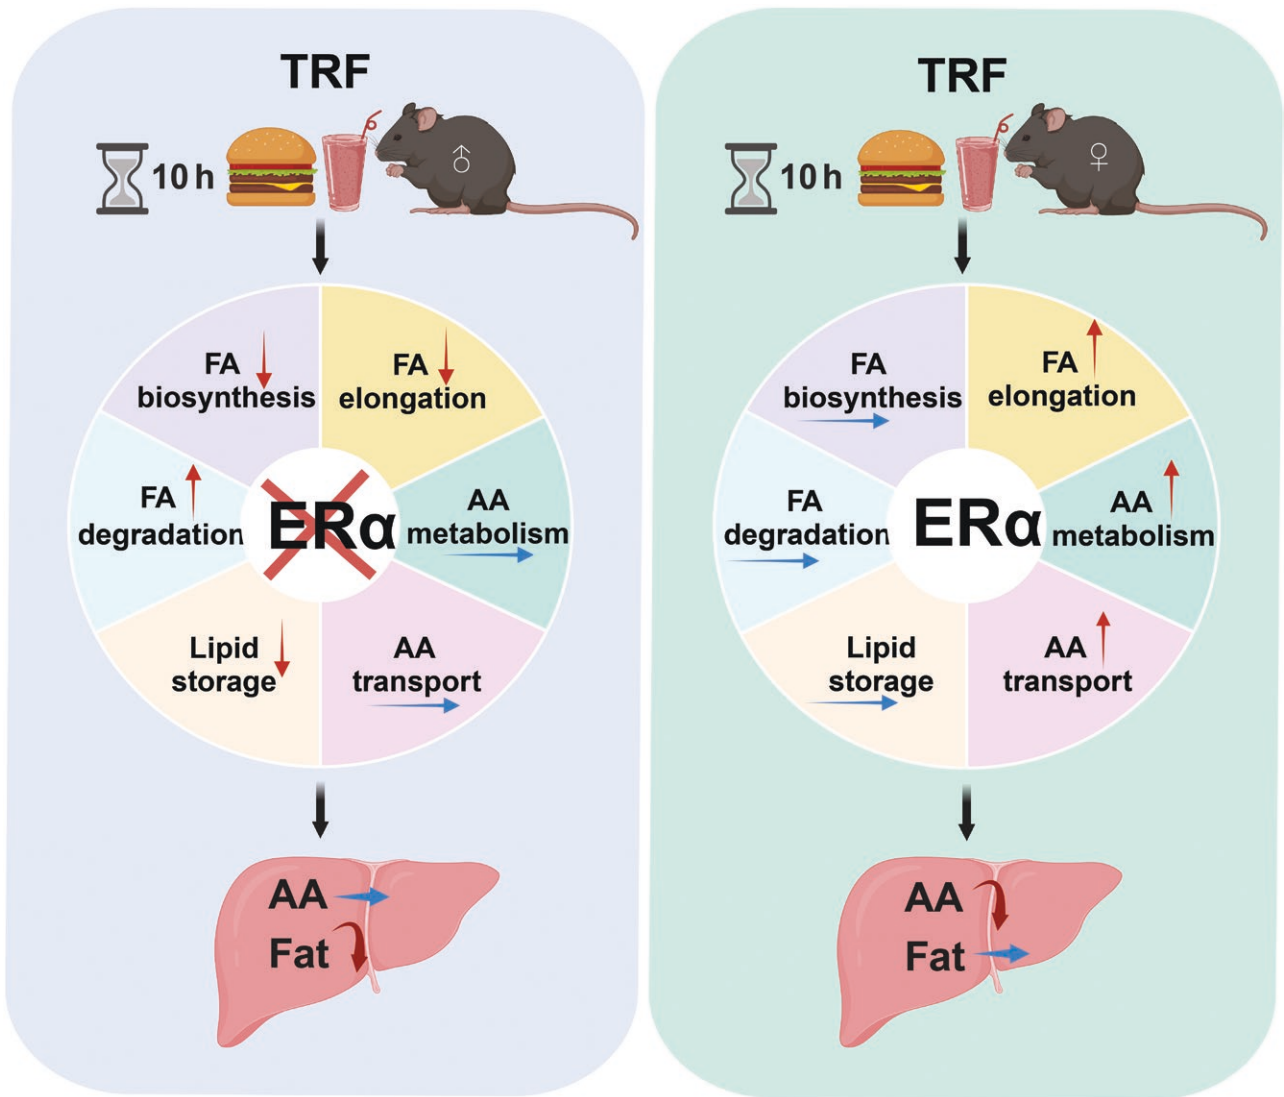 TRF
10 h
♂
FA
biosynthesis
FA
elongation
FA
degradation
ERα
AA
metabolism
Lipid
storage
AA
transport
AA
Fat
TRF
10 h
♀
FA
biosynthesis
FA
elongation
FA
degradation
ERα
AA
metabolism
Lipid
storage
AA
transport
AA
Fat